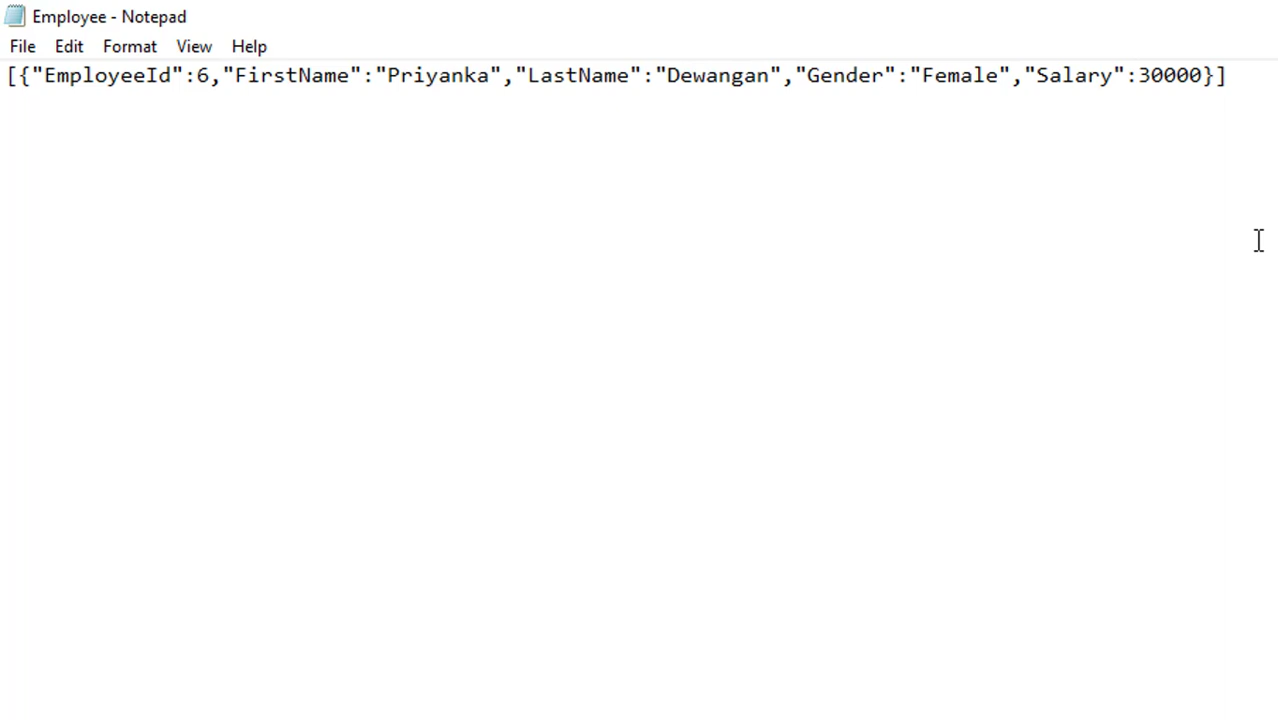 Employee - Notepad
File Edit Format View Help
[{"EmployeeId":6,"FirstName":"Priyanka","LastName":"Dewangan","Gender":"Female","Salary":30000}]